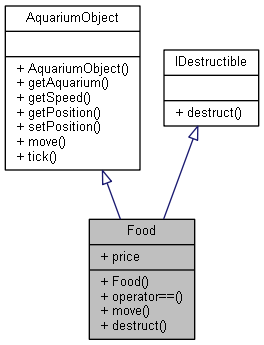 AquariumObject
+ AquariumObject()
+ getAquarium()
+ getSpeed()
+ getPosition()
+ setPosition()
+ move()
+ tick()
IDestructible
+ destruct()
Food
+ price
+ Food()
+ operator==()
+ move()
+ destruct()